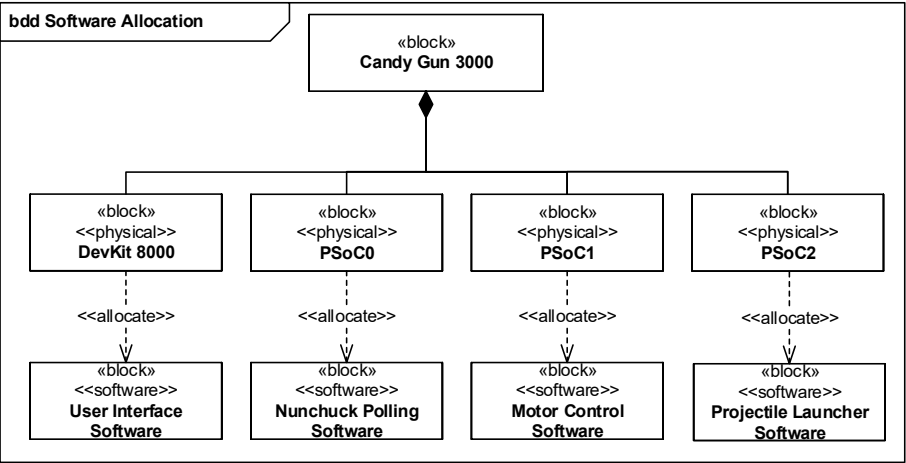 bdd Software Allocation
«block»
Candy Gun 3000
«block»
<<physical>>
DevKit 8000
«block»
<<physical>>
PSoC0
«block»
<<physical>>
PSoC1
«block»
<<physical>>
PSoC2
<<allocate>>
<<allocate>>
<<allocate>>
<<allocate>>
«block»
<<software>>
User Interface
Software
«block»
<<software>>
Nunchuck Polling
Software
«block»
<<software>>
Motor Control
Software
«block»
<<software>>
Projectile Launcher
Software